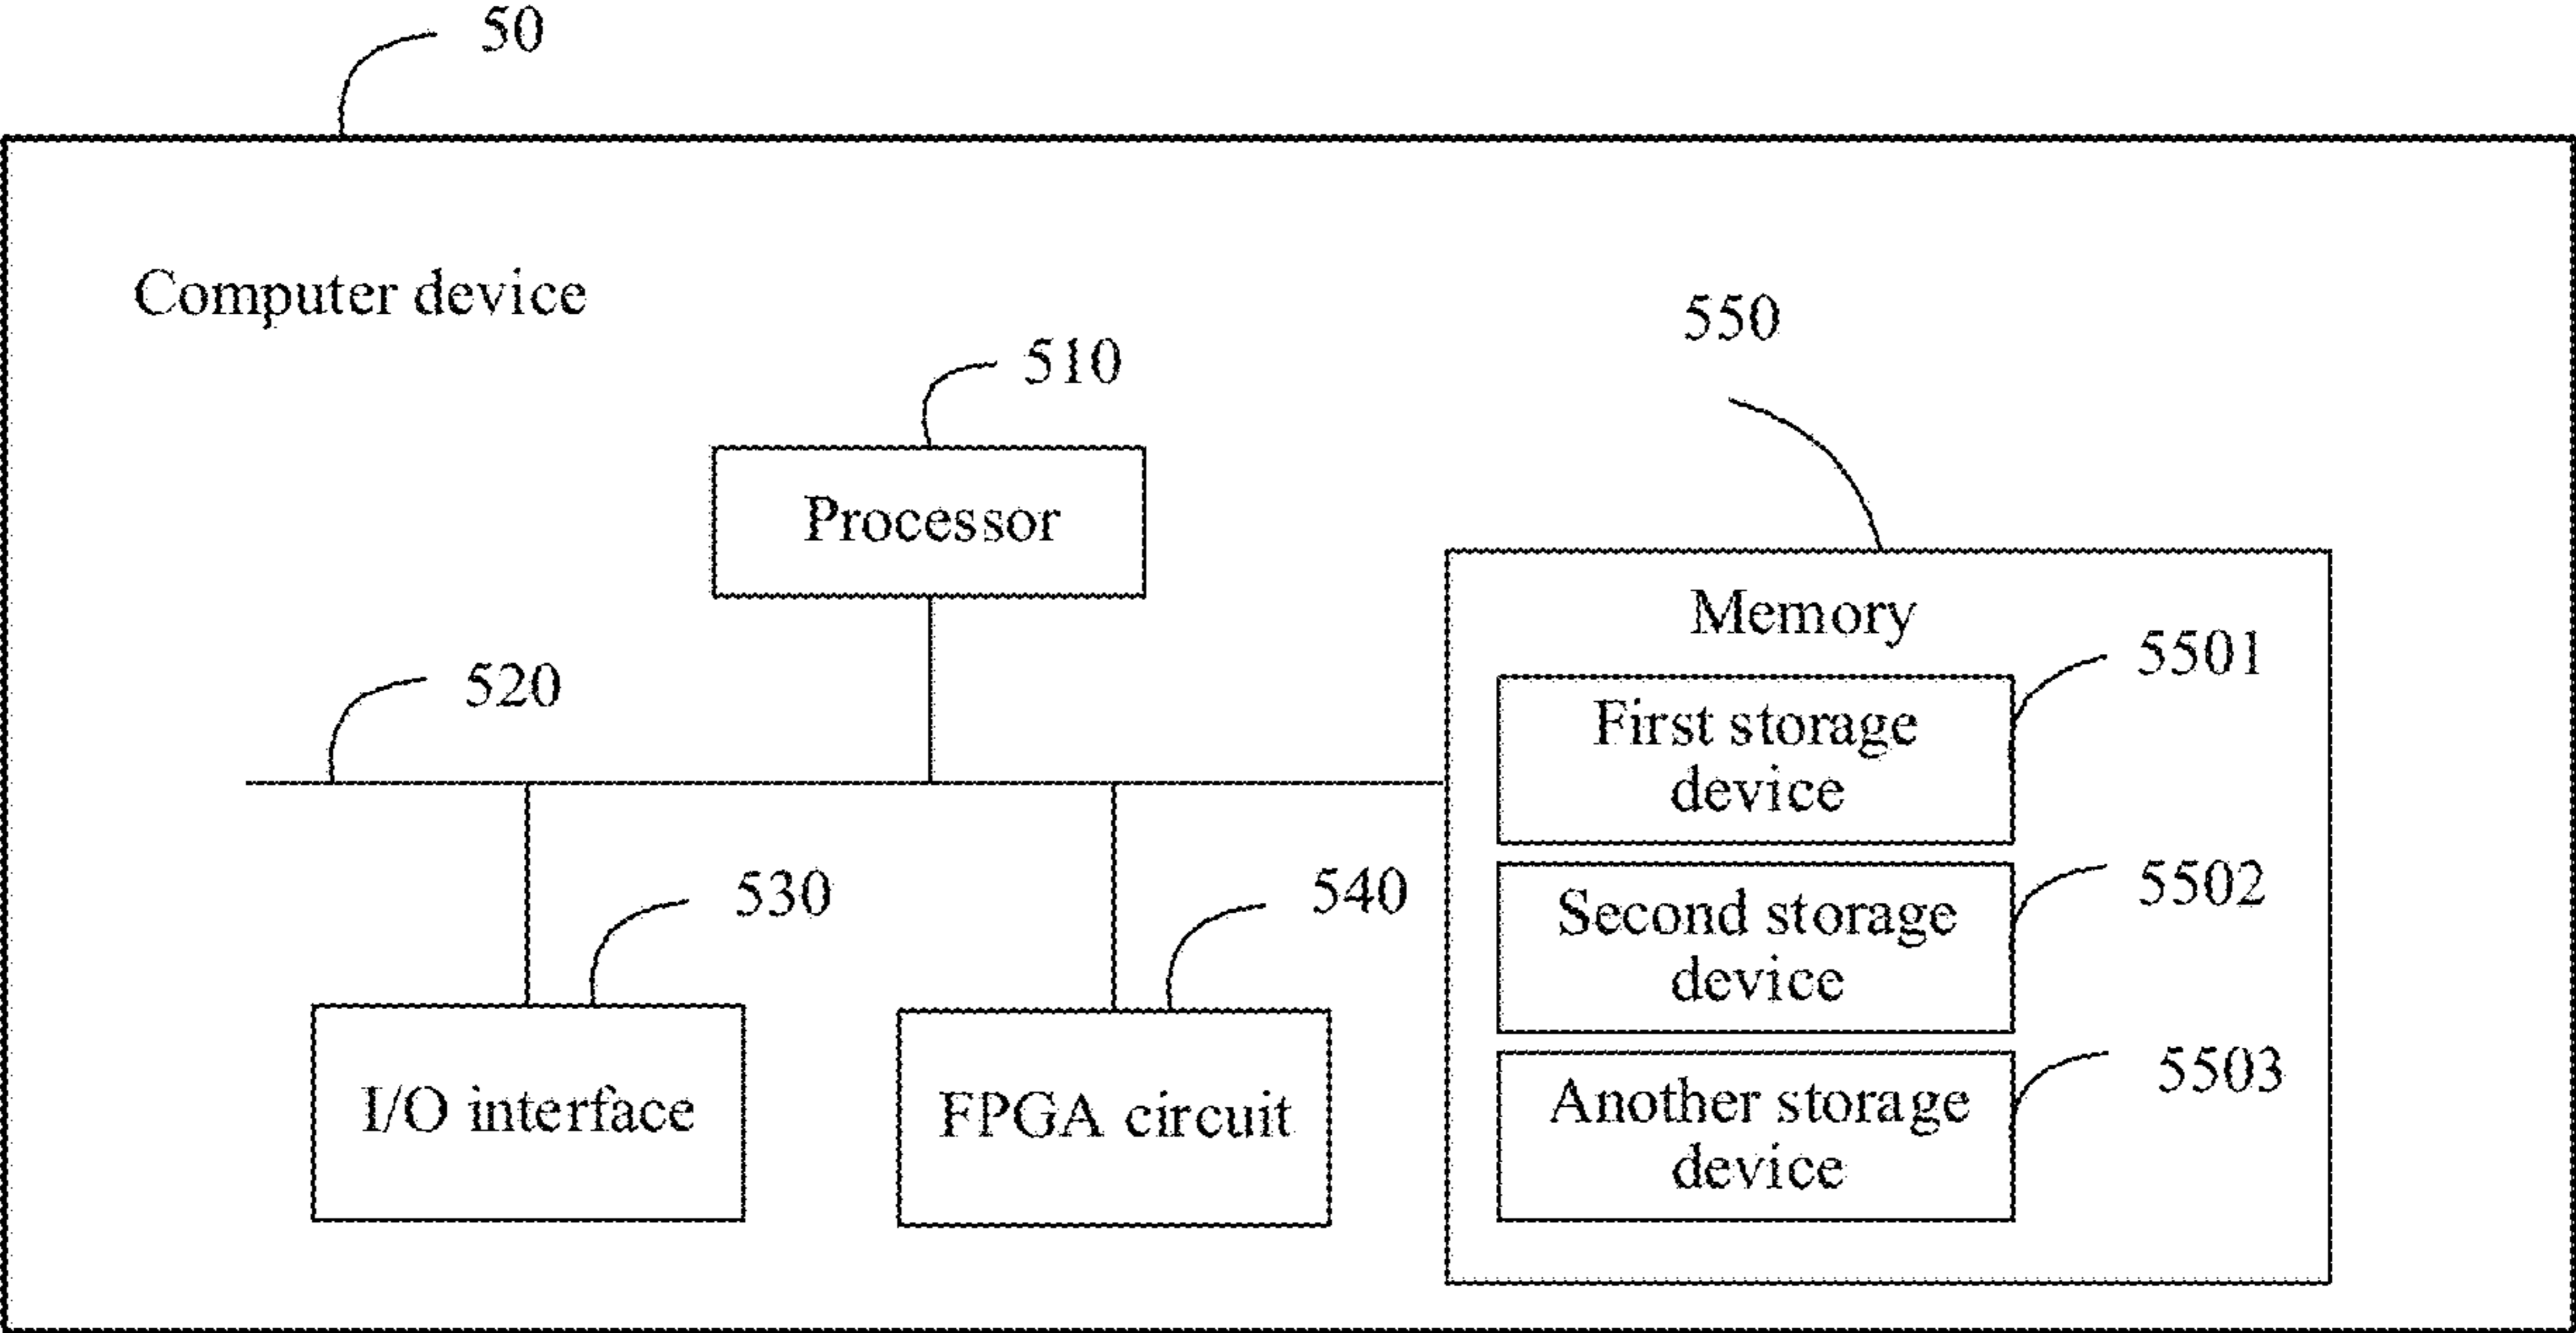 50
Computer device
510
550
Processor
Memory
5501
520
First storage
device
530
540
5502
Second storage
device
5503
I/O interface
FPGA circuit
Another storage
device